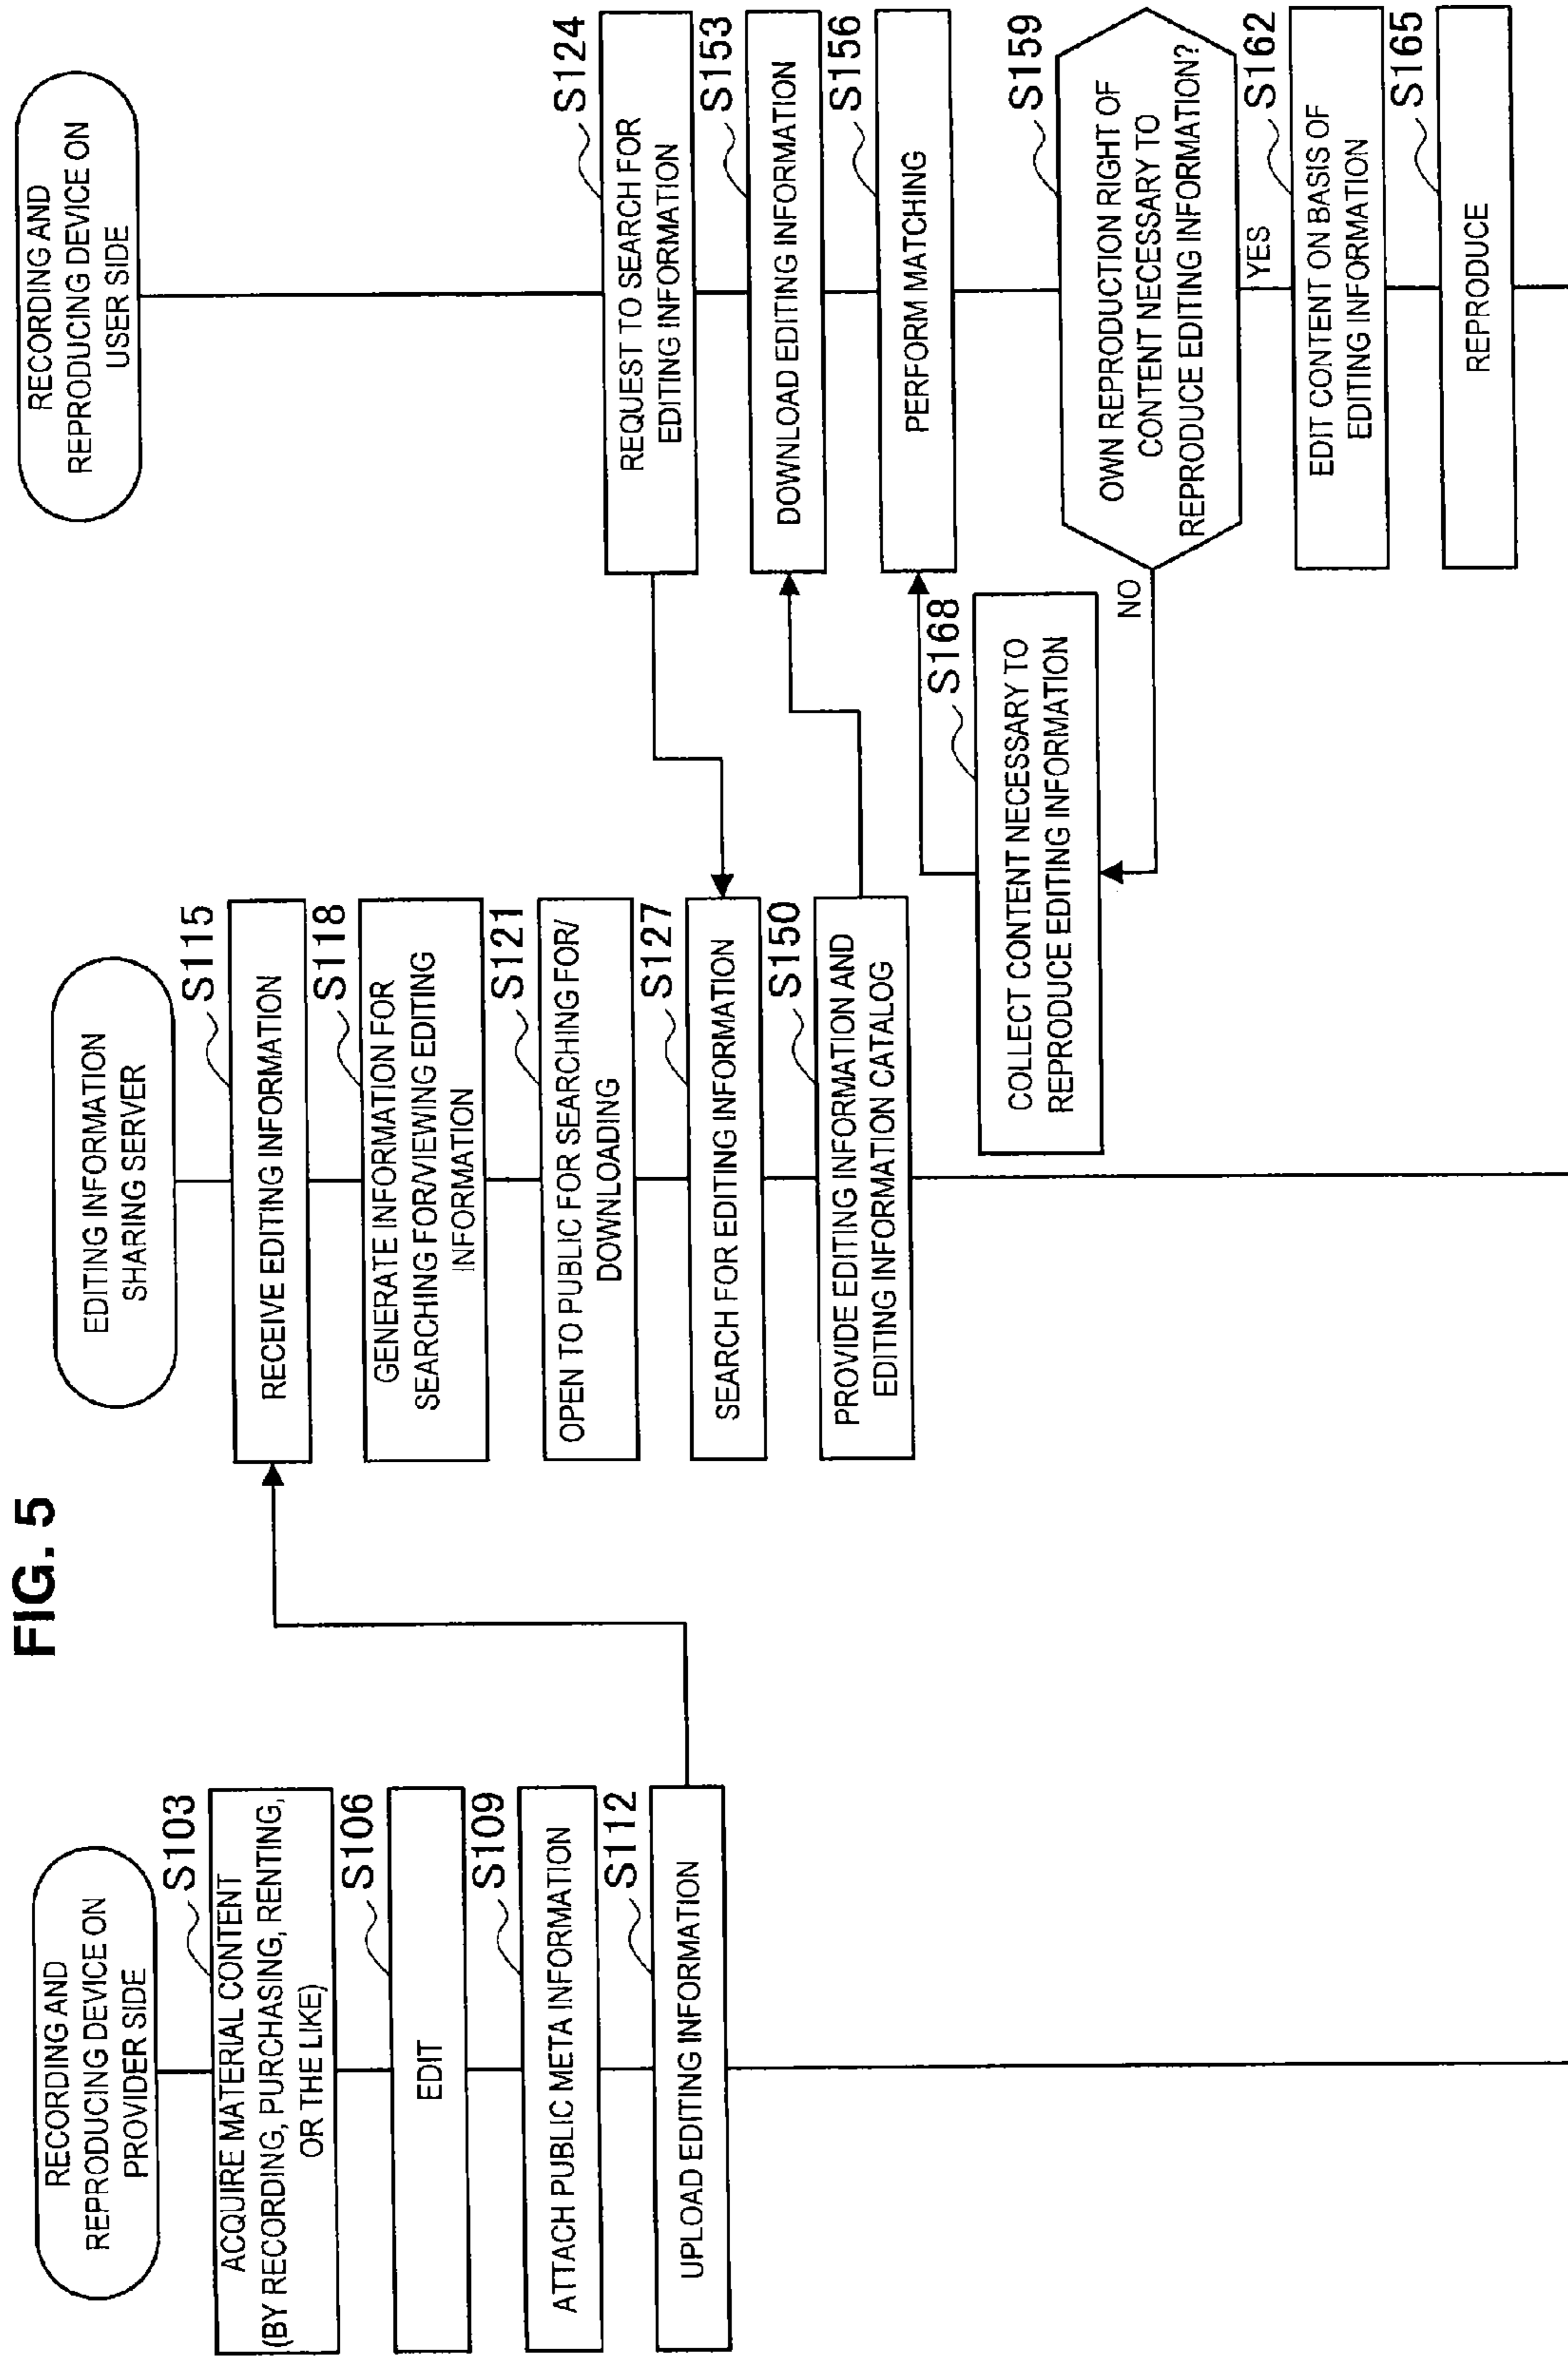 FIG. 5
RECORDING AND
REPRODUCING DEVICE ON
PROVIDER SIDE
S103
ACQUIRE MATERIAL CONTENT
(BY RECORDING, PURCHASING, RENTING,
OR THE LIKE)
S106
EDIT
S109
ATTACH PUBLIC META INFORMATION
S112
UPLOAD EDITING INFORMATION
EDITING INFORMATION
SHARING SERVER
S115
RECEIVE EDITING INFORMATION
S118
GENERATE INFORMATION FOR
SEARCHING FOR/VIEWING EDITING
INFORMATION
S121
OPEN TO PUBLIC FOR SEARCHING FOR/
DOWNLOADING
S127
SEARCH FOR EDITING INFORMATION
S150
PROVIDE EDITING INFORMATION AND
EDITING INFORMATION CATALOG
RECORDING AND
REPRODUCING DEVICE ON
USER SIDE
S124
REQUEST TO SEARCH FOR
EDITING INFORMATION
S153
DOWNLOAD EDITING INFORMATION
S156
PERFORM MATCHING
S159
OWN REPRODUCTION RIGHT OF
CONTENT NECESSARY TO
REPRODUCE EDITING INFORMATION?
NO
S168
COLLECT CONTENT NECESSARY TO
REPRODUCE EDITING INFORMATION
YES
S162
EDIT CONTENT ON BASIS OF
EDITING INFORMATION
S165
REPRODUCE